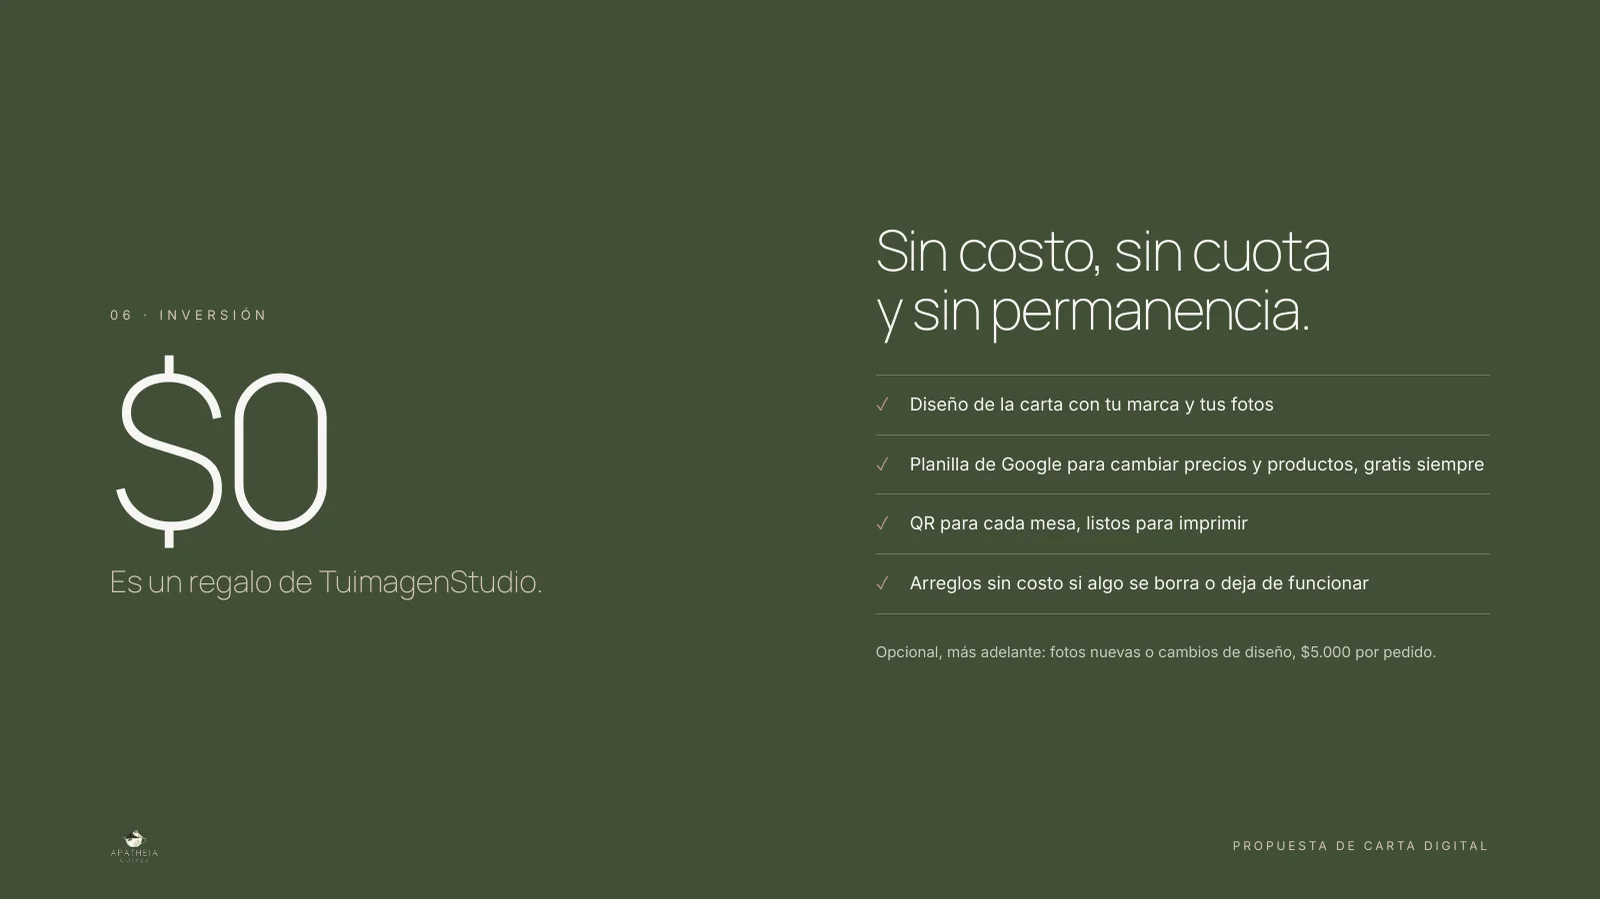 06 · INVERSIÓN
$0
Es un regalo de TuimagenStudio.
Sin costo, sin cuota
y sin permanencia.
✓ Diseño de la carta con tu marca y tus fotos
✓ Planilla de Google para cambiar precios y productos, gratis siempre
✓ QR para cada mesa, listos para imprimir
✓ Arreglos sin costo si algo se borra o deja de funcionar
Opcional, más adelante: fotos nuevas o cambios de diseño, $5.000 por pedido.
APATHEIA
COFFEE
PROPUESTA DE CARTA DIGITAL